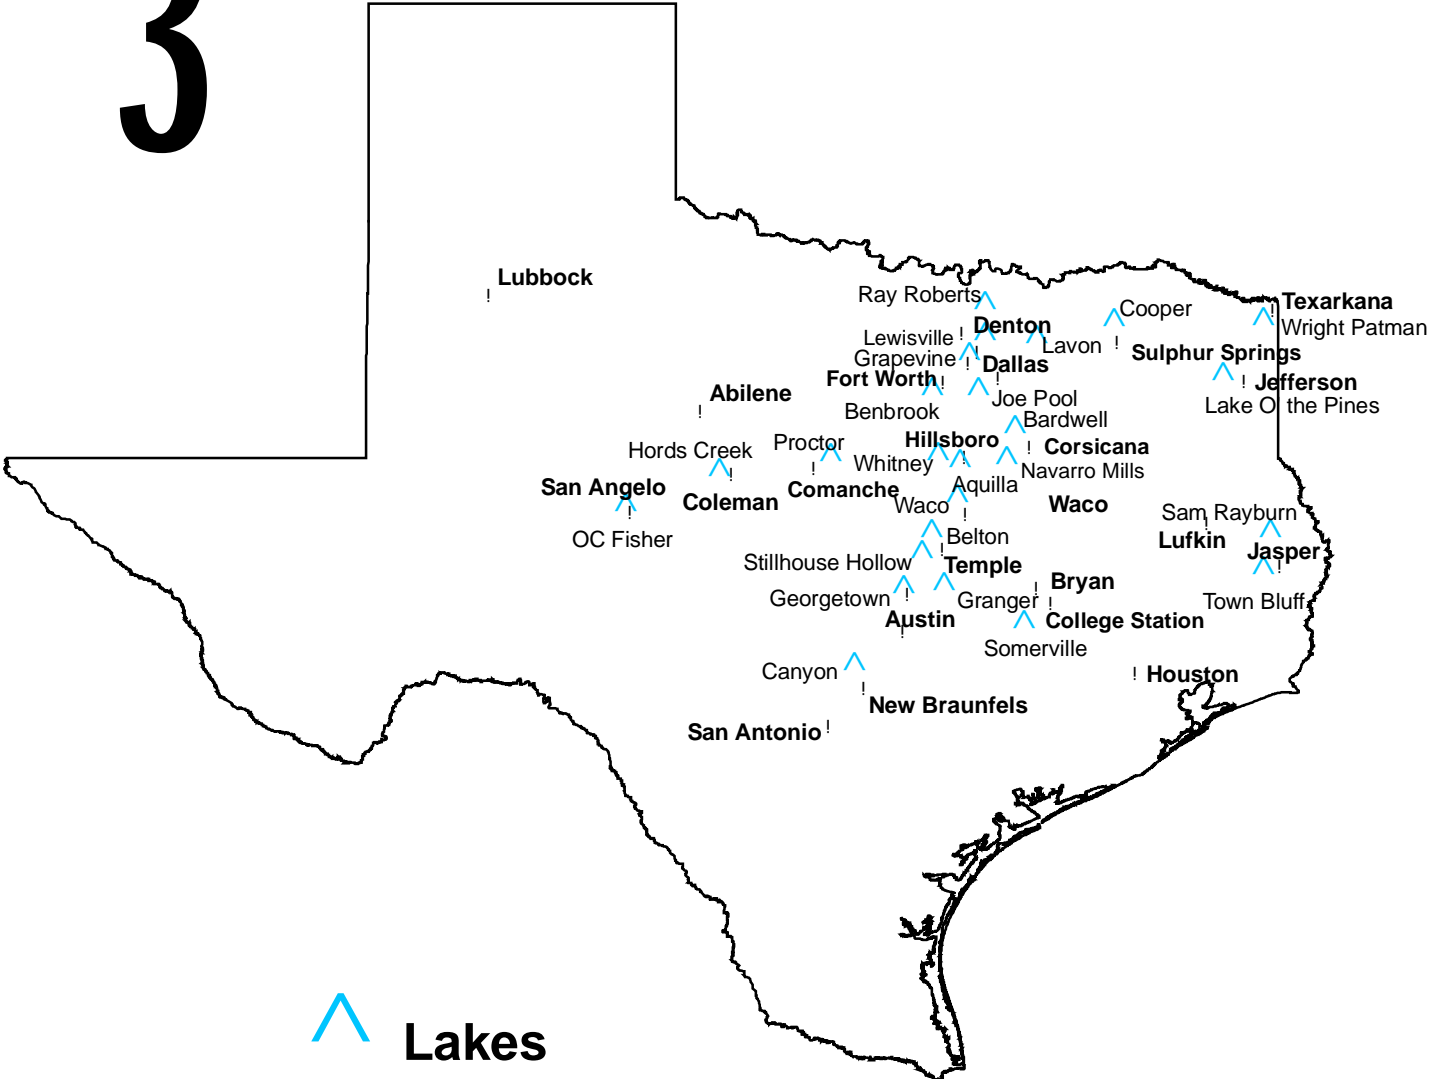 3
Lubbock
Ray Roberts
Cooper
Texarkana
Wright Patman
Denton
Lewisville
Lavon
Sulphur Springs
Grapevine
Dallas
Fort Worth
Jefferson
Abilene
Joe Pool
Lake O' the Pines
Benbrook
Bardwell
Hillsboro
Corsicana
Proctor
Hords Creek
Whitney
Navarro Mills
San Angelo
Comanche
Aquilla
Coleman
Waco
Waco
Sam Rayburn
OC Fisher
Belton
Lufkin
Jasper
Stillhouse Hollow
Temple
Bryan
Georgetown
Granger
Town Bluff
Austin
College Station
Somerville
Canyon
Houston
New Braunfels
San Antonio
Lakes